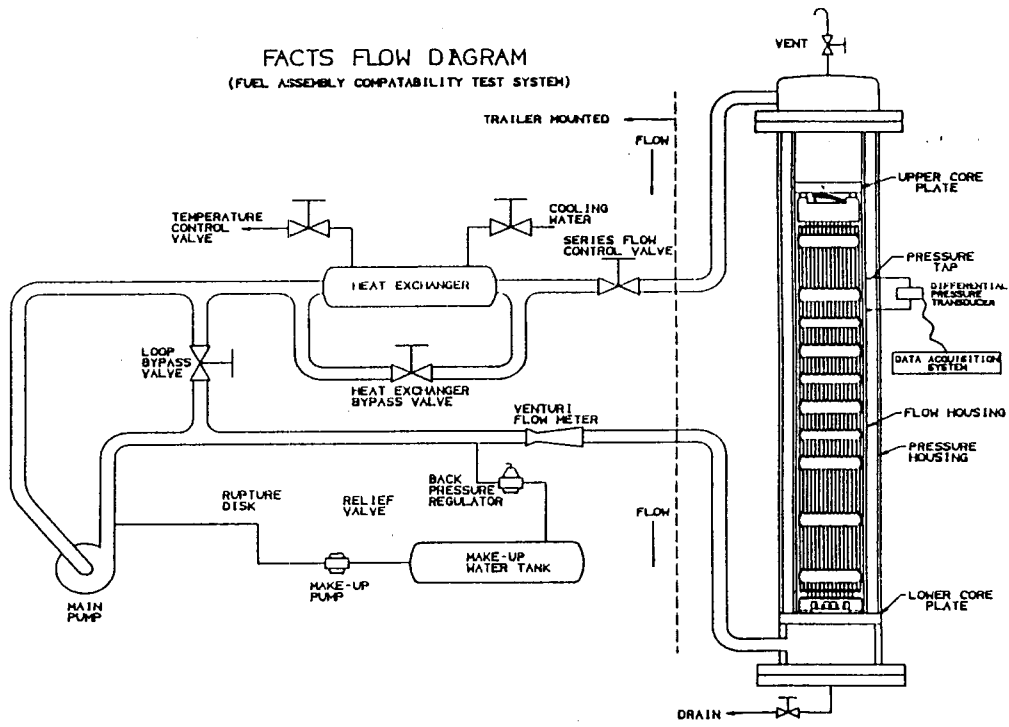 FACTS FLOW DIAGRAM
(FUEL ASSEMBLY COMPATABILITY TEST SYSTEM)
VENT
TRAILER MOUNTED
FLOW
UPPER CORE
PLATE
TEMPERATURE
CONTROL
VALVE
COOLING
WATER
SERIES FLOW
CONTROL VALVE
HEAT EXCHANGER
PRESSURE
TAP
DIFFERENTIAL
PRESSURE
TRANSDUCER
LOOP
BYPASS
VALVE
DATA ACQUISITION
SYSTEM
HEAT EXCHANGER
BYPASS VALVE
VENTURI
FLOW METER
FLOW HOUSING
PRESSURE
HOUSING
BACK
PRESSURE
REGULATOR
RUPTURE
DISK
RELIEF
VALVE
FLOW
MAKE-UP
WATER TANK
MAKE-UP
PUMP
MAIN
PUMP
LOWER CORE
PLATE
DRAIN